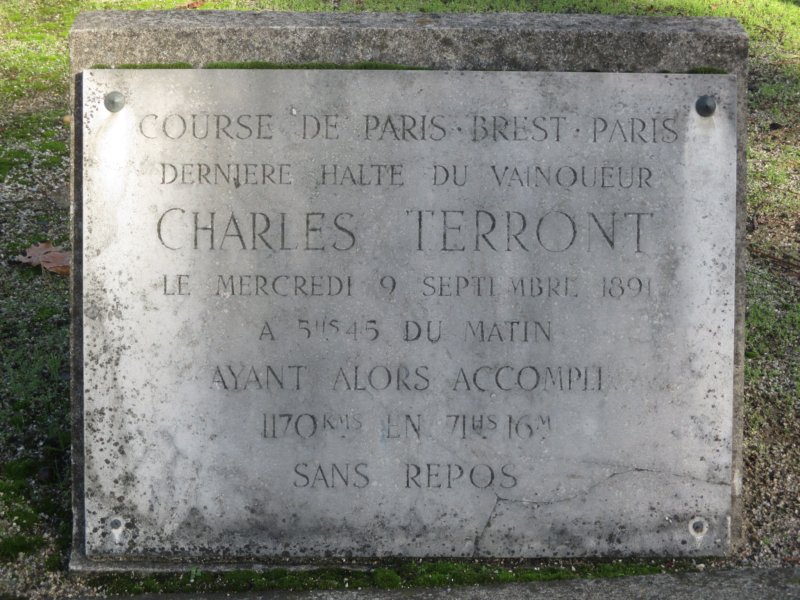 COURSE DE PARIS · BREST · PARIS
DERNIERE HALTE DU VAINQUEUR
CHARLES TERRONT
LE MERCREDI 9 SEPTEMBRE 1891
A 5HS45 DU MATIN
AYANT ALORS ACCOMPLI
1170KMS EN 71HS 16M
SANS REPOS